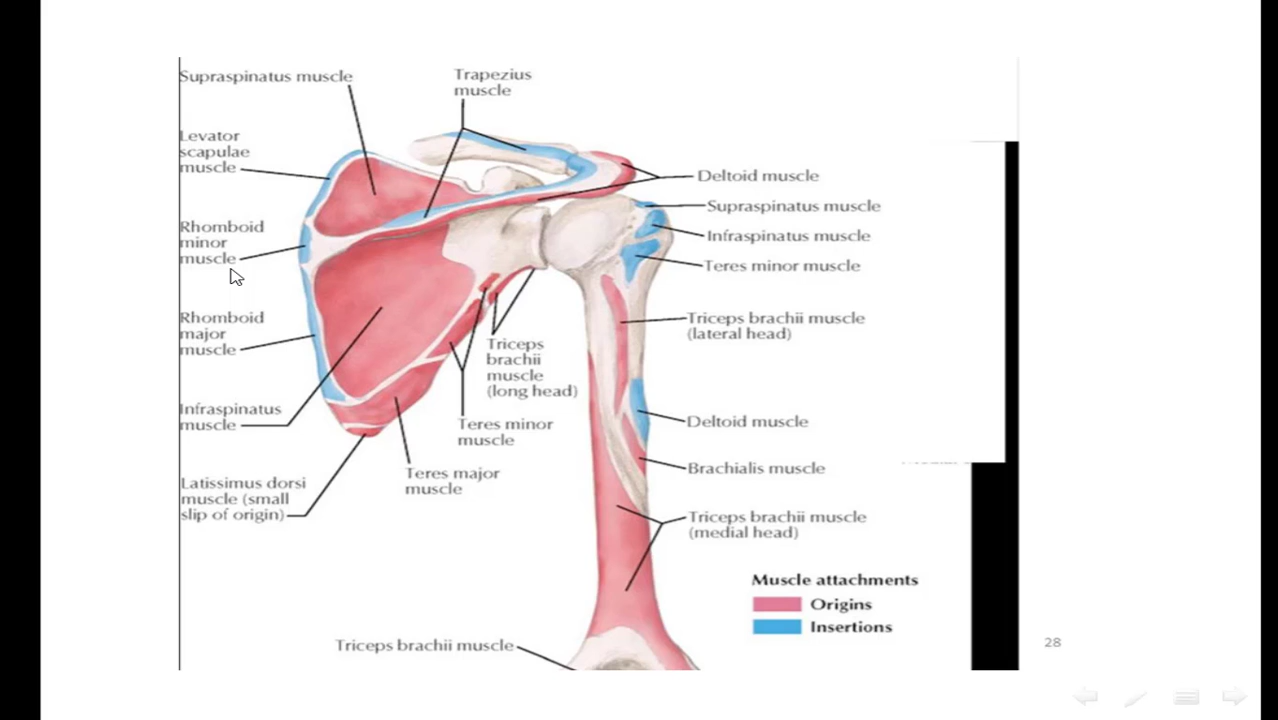 Supraspinatus muscle
Trapezius
muscle
Levator
scapulae
muscle
Deltoid muscle
Supraspinatus muscle
Rhomboid
minor
muscle
Infraspinatus muscle
Teres minor muscle
Rhomboid
major
muscle
Triceps brachii muscle
(lateral head)
Triceps
brachii
muscle
(long head)
Infraspinatus
muscle
Teres minor
muscle
Deltoid muscle
Teres major
muscle
Brachialis muscle
Latissimus dorsi
muscle (small
slip of origin)
Triceps brachii muscle
(medial head)
Muscle attachments
Origins
Insertions
Triceps brachii muscle
28